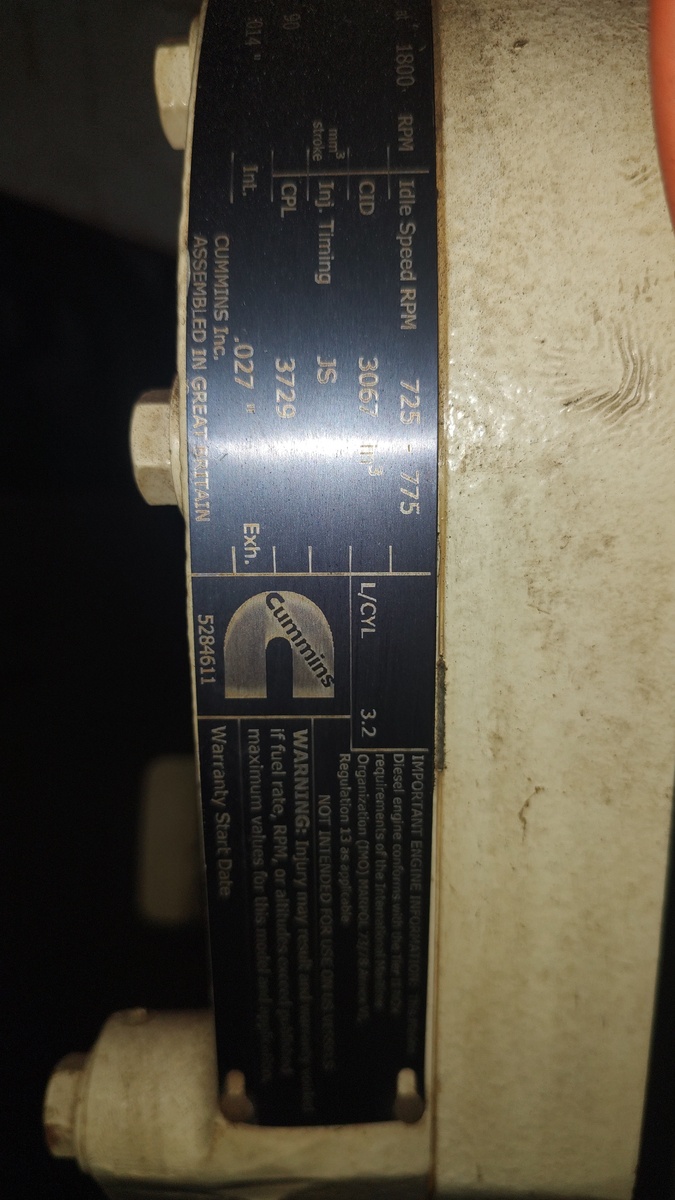 1800 RPM
Idle Speed RPM 725 - 775
mm³
stroke
CID 3067 in³
Inj. Timing JS
CPL 3729
Int. .027 " Exh.
CUMMINS Inc.
ASSEMBLED IN GREAT BRITAIN
L/CYL 3.2
Cummins
5284611
IMPORTANT ENGINE INFORMATION
Diesel engine conforms with the
requirements of the International Maritime
Organization (IMO) MARPOL
Regulation 13 as applicable
NOT INTENDED FOR USE ON US VESSELS
WARNING: Injury may result and warranty voided
if fuel rate, RPM, or altitudes exceed published
maximum values for this model and application.
Warranty Start Date